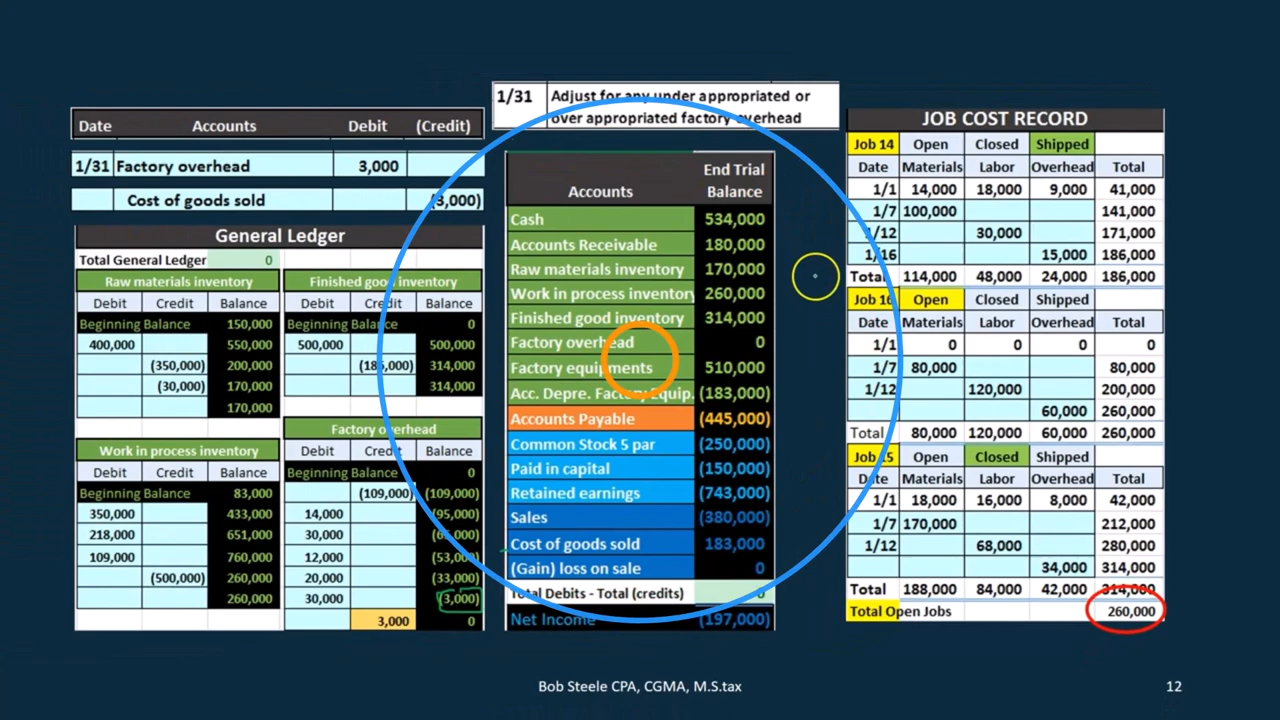 1/31 Adjust for any under appropriated or
over appropriated factory overhead
Date Accounts Debit (Credit)
1/31 Factory overhead 3,000
Cost of goods sold (3,000)
General Ledger
Total General Ledger 0
Raw materials inventory
Debit Credit Balance
Beginning Balance 150,000
400,000 550,000
(350,000) 200,000
(30,000) 170,000
170,000
Finished good inventory
Debit Credit Balance
Beginning Balance 0
500,000 500,000
314,000
314,000
Work in process inventory
Debit Credit Balance
Beginning Balance 83,000
350,000 433,000
218,000 651,000
109,000 760,000
(500,000) 260,000
260,000
Factory overhead
Debit Credit Balance
Beginning Balance 0
(109,000) (109,000)
14,000 (95,000)
30,000
12,000 (53,000)
20,000 (33,000)
30,000 (3,000)
3,000 0
Accounts End Trial
Balance
Cash 534,000
Accounts Receivable 180,000
Raw materials inventory 170,000
Work in process inventory 260,000
Finished good inventory 314,000
Factory overhead 0
Factory equipments 510,000
Acc. Depre. Factory Equip. (183,000)
Accounts Payable (445,000)
Common Stock 5 par (250,000)
Paid in capital (150,000)
Retained earnings (743,000)
Sales (380,000)
Cost of goods sold 183,000
(Gain) loss on sale 0
Total Debits - Total (credits) 0
Net Income (197,000)
JOB COST RECORD
Job 14 Open Closed Shipped
Date Materials Labor Overhead Total
1/1 14,000 18,000 9,000 41,000
1/7 100,000 141,000
1/12 30,000 171,000
1/16 15,000 186,000
Total 114,000 48,000 24,000 186,000
Job 16 Open Closed Shipped
Date Materials Labor Overhead Total
1/1 0 0 0 0
1/7 80,000 80,000
1/12 120,000 200,000
60,000 260,000
Total 80,000 120,000 60,000 260,000
Job 15 Open Closed Shipped
Date Materials Labor Overhead Total
1/1 18,000 16,000 8,000 42,000
1/7 170,000 212,000
1/12 68,000 280,000
34,000 314,000
Total 188,000 84,000 42,000 314,000
Total Open Jobs 260,000
Bob Steele CPA, CGMA, M.S.tax
12